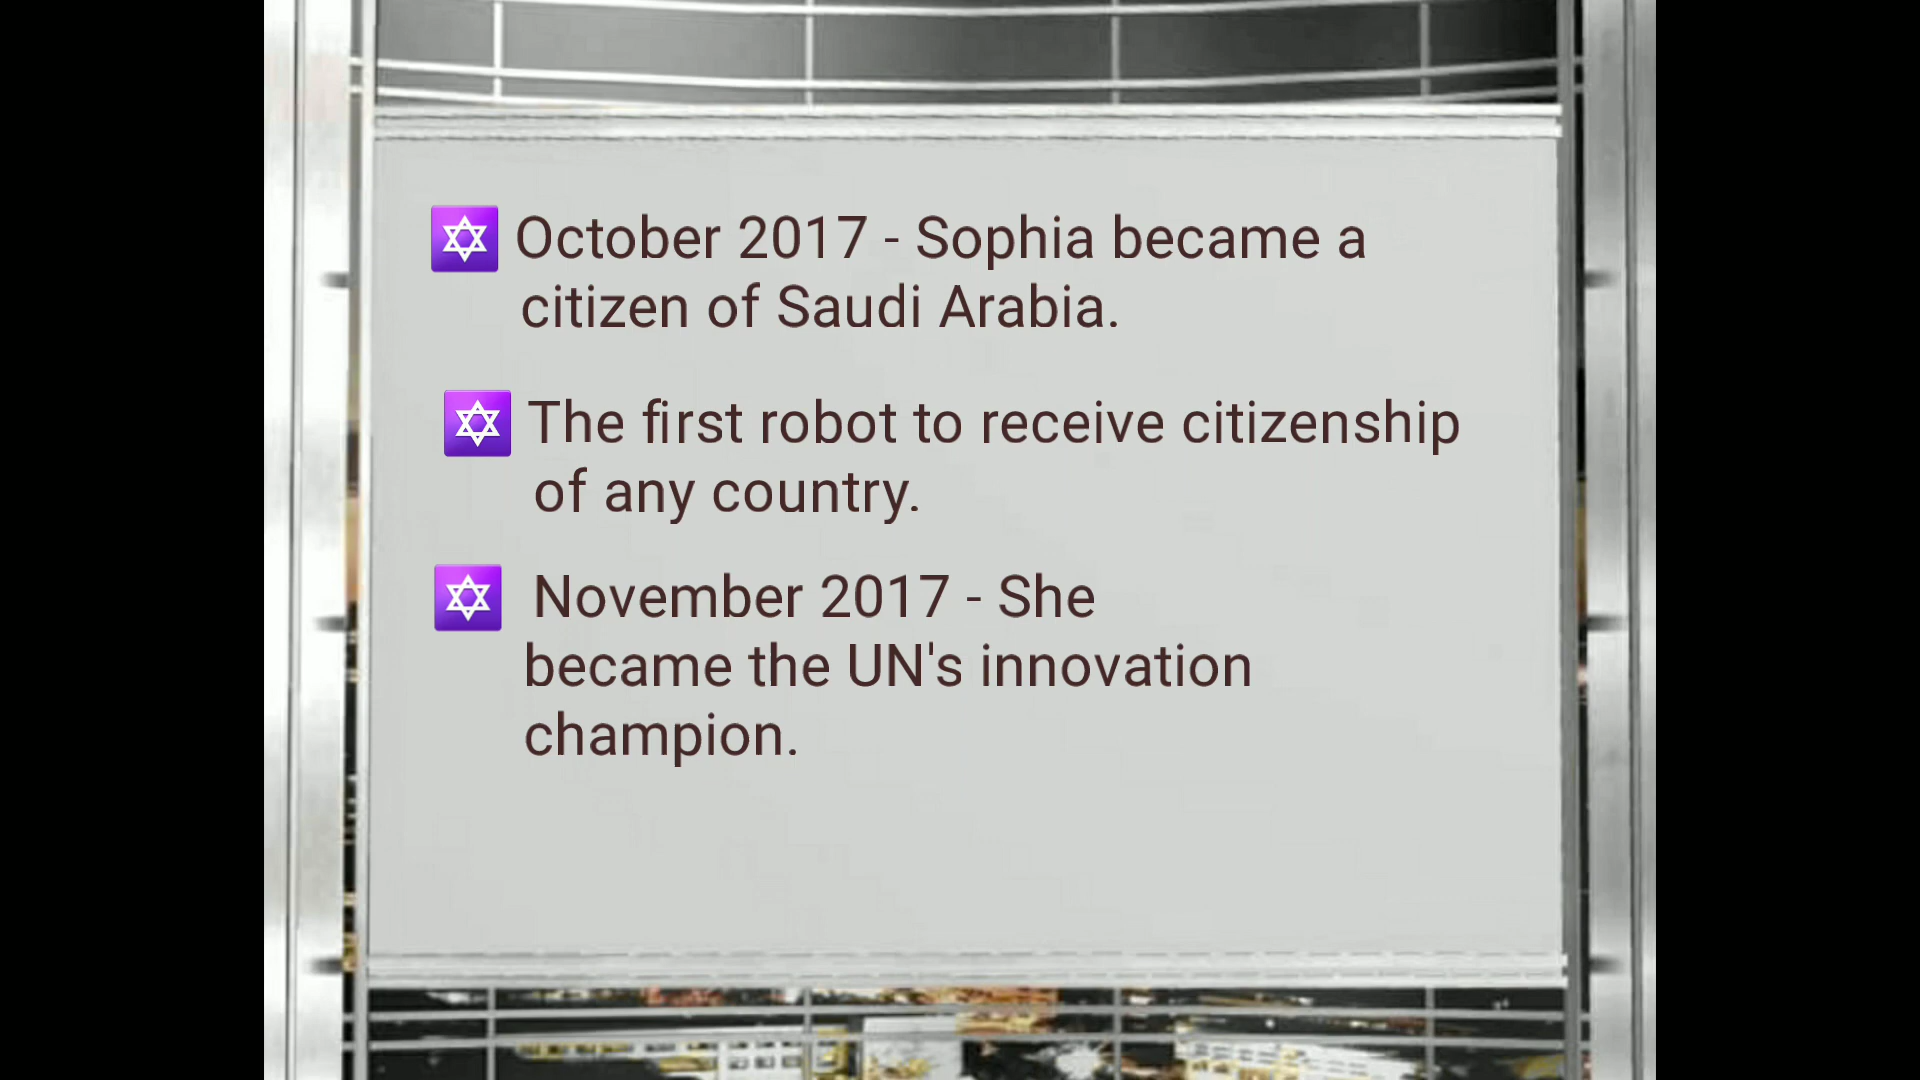 🔯 October 2017 - Sophia became a
citizen of Saudi Arabia.
🔯 The first robot to receive citizenship
of any country.
🔯 November 2017 - She
became the UN's innovation
champion.